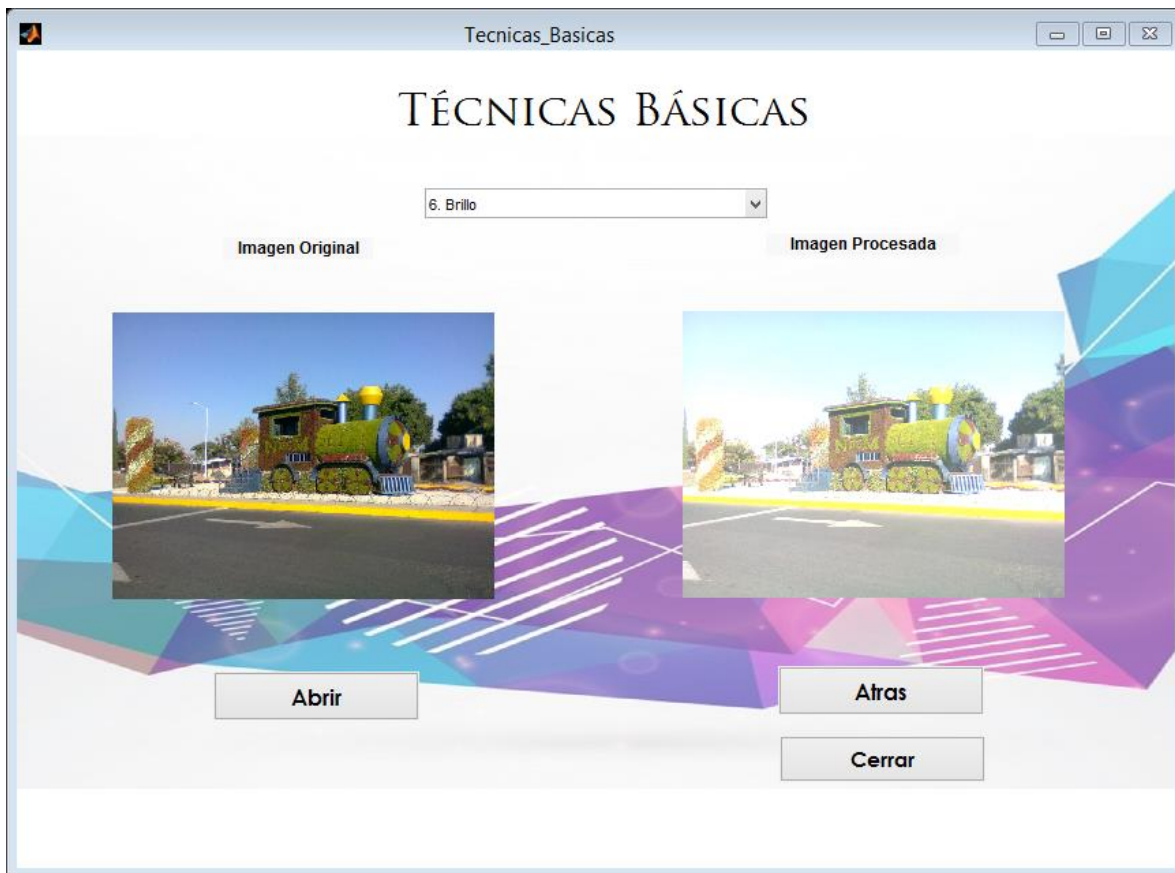 Tecnicas_Basicas
TÉCNICAS BÁSICAS
6. Brillo
Imagen Original
Imagen Procesada
Abrir
Atras
Cerrar